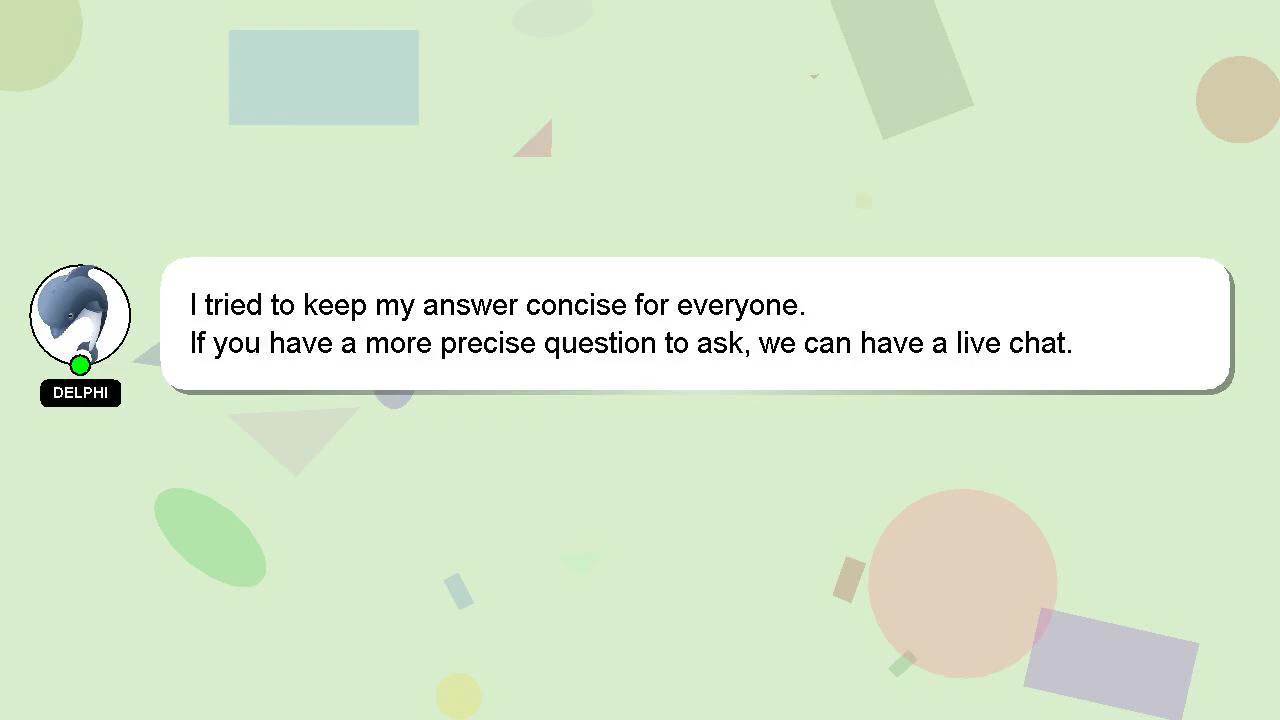 I tried to keep my answer concise for everyone.
If you have a more precise question to ask, we can have a live chat.
DELPHI